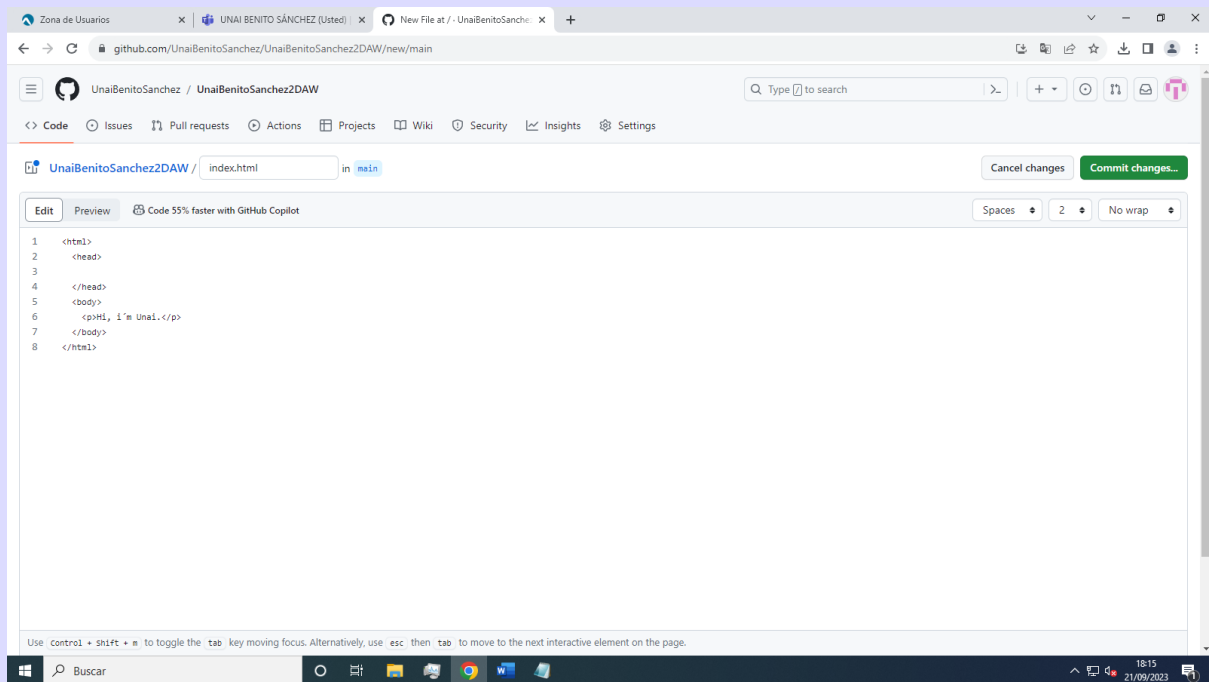 Zona de Usuarios
UNAI BENITO SÁNCHEZ (Usted) |
New File at / · UnaiBenitoSanche
github.com/UnaiBenitoSanchez/UnaiBenitoSanchez2DAW/new/main
UnaiBenitoSanchez / UnaiBenitoSanchez2DAW
Type / to search
Code Issues Pull requests Actions Projects Wiki Security Insights Settings
UnaiBenitoSanchez2DAW / index.html in main
Cancel changes Commit changes...
Edit Preview Code 55% faster with GitHub Copilot
Spaces 2 No wrap
1 <html>
2 <head>
3
4 </head>
5 <body>
6 <p>Hi, i´m Unai.</p>
7 </body>
8 </html>
Use Control + Shift + m to toggle the tab key moving focus. Alternatively, use esc then tab to move to the next interactive element on the page.
Buscar
18:15
21/09/2023
1